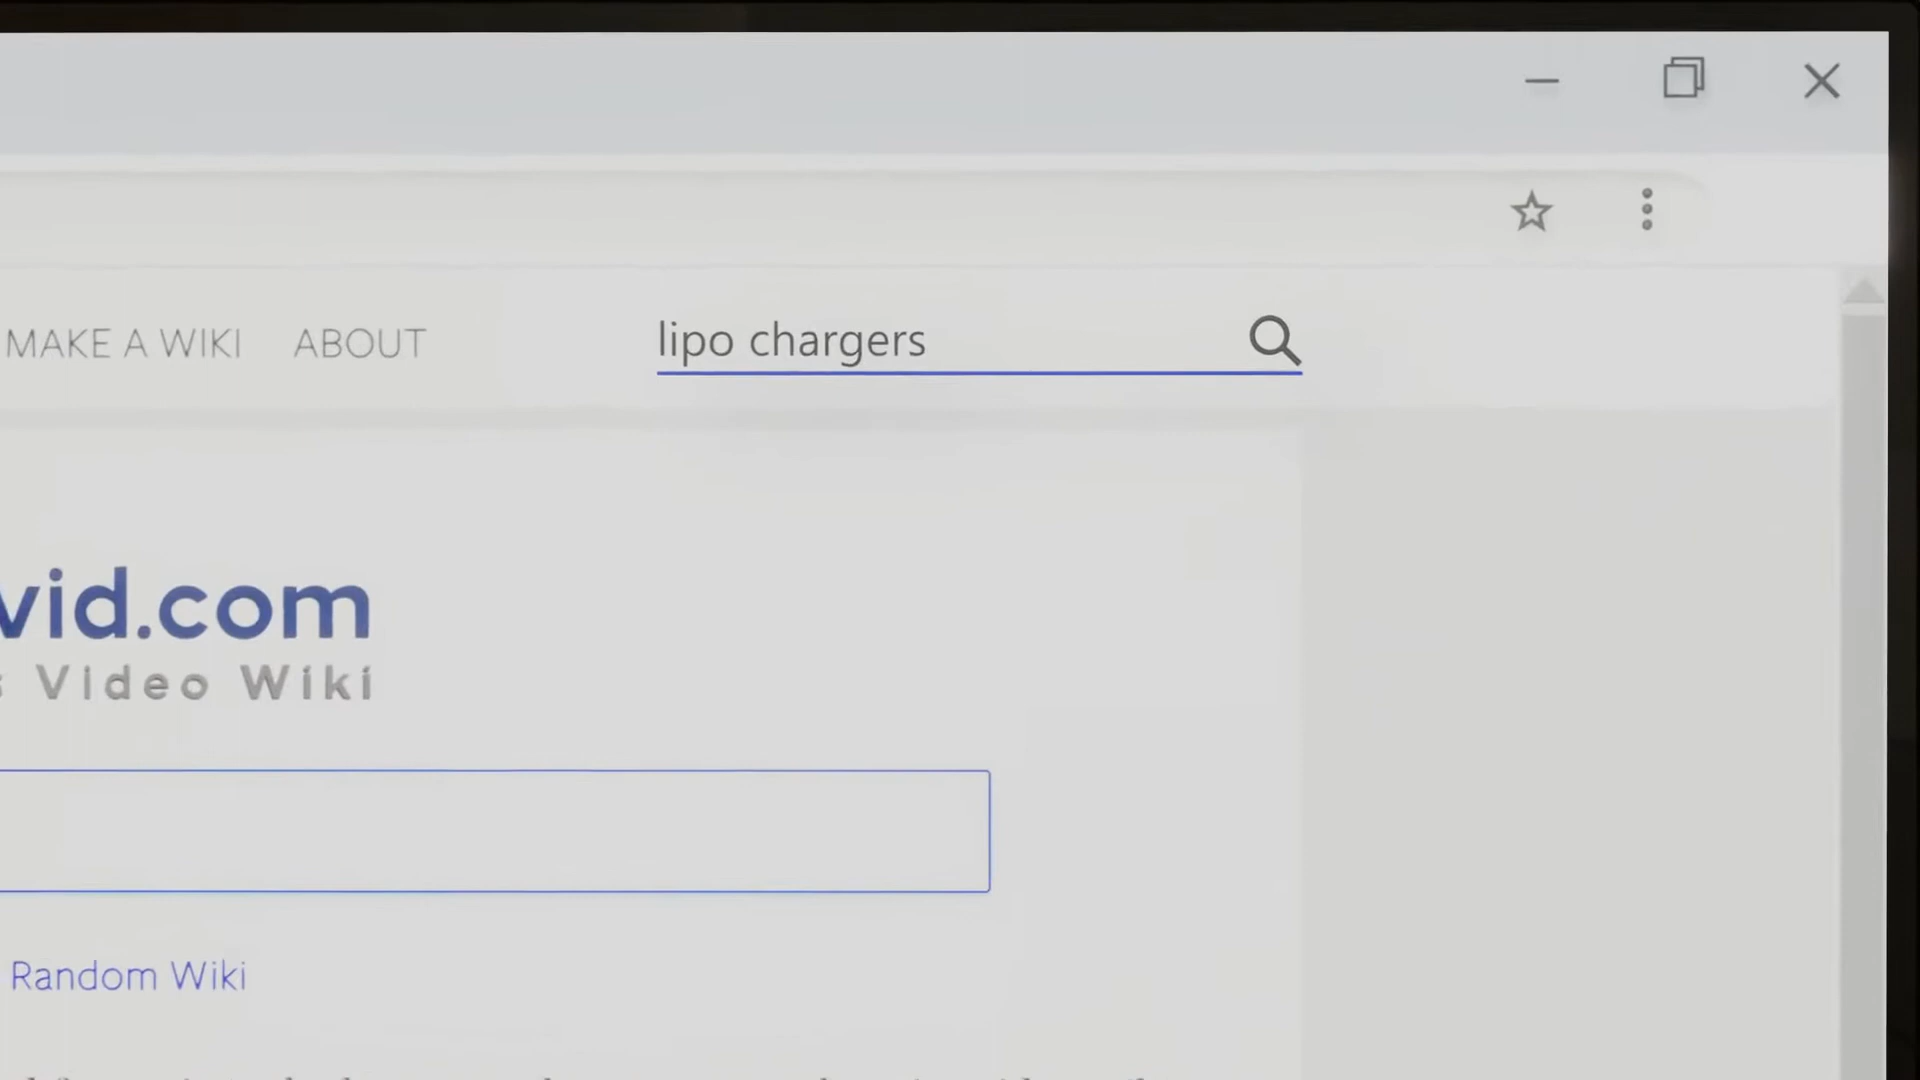 MAKE A WIKI ABOUT lipo chargers
vid.com
Video Wiki
Random Wiki